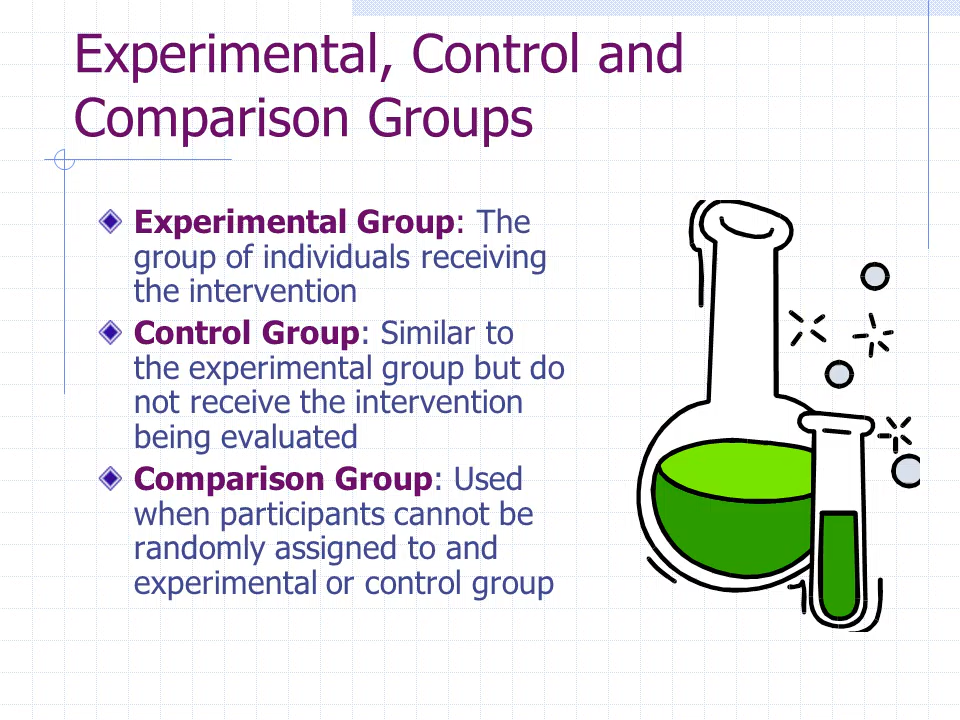 Experimental, Control and
Comparison Groups
Experimental Group: The
group of individuals receiving
the intervention
Control Group: Similar to
the experimental group but do
not receive the intervention
being evaluated
Comparison Group: Used
when participants cannot be
randomly assigned to and
experimental or control group